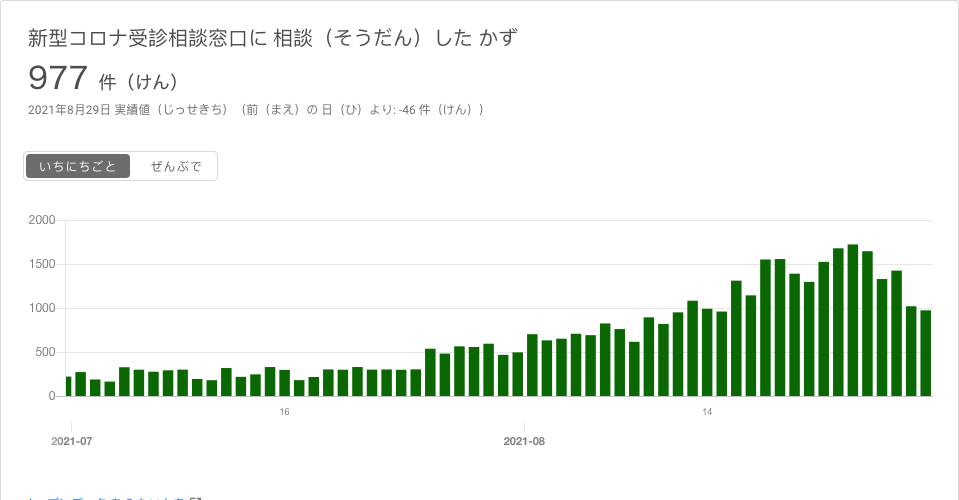 新型コロナ受診相談窓口に 相談（そうだん）した かず
977 件（けん）
2021年8月29日 実績値（じっせきち）（前（まえ）の 日（ひ）より: -46 件（けん））
いちにちごと ぜんぶで
2000
1500
1000
500
0
16 14
2021-07 2021-08